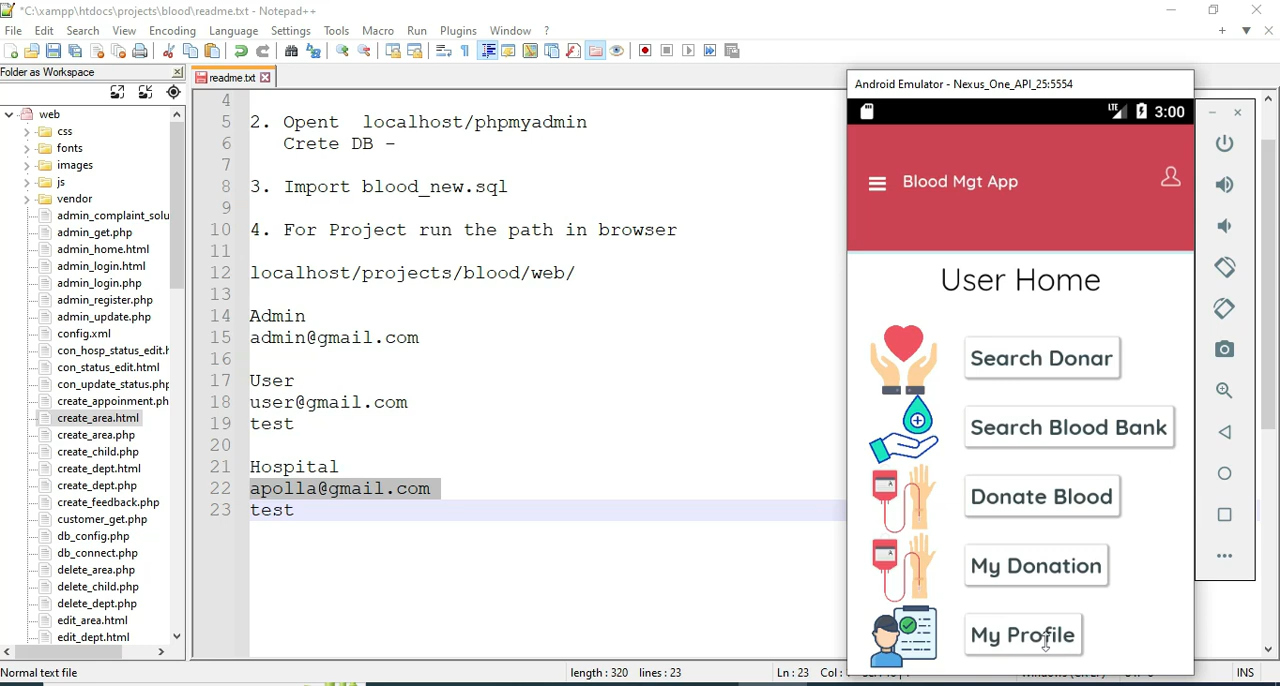 *C:\xampp\htdocs\projects\blood\readme.txt - Notepad++
File Edit Search View Encoding Language Settings Tools Macro Run Plugins Window ?
Folder as Workspace
web
css
fonts
images
js
vendor
admin_complaint_solu
admin_get.php
admin_home.html
admin_login.html
admin_login.php
admin_register.php
admin_update.php
config.xml
con_hosp_status_edit.h
con_status_edit.html
con_update_status.php
create_appoinment.ph
create_area.html
create_area.php
create_child.php
create_dept.html
create_dept.php
create_feedback.php
customer_get.php
db_config.php
db_connect.php
delete_area.php
delete_child.php
delete_dept.php
edit_area.html
edit_dept.html
readme.txt
4
5 2. Opent localhost/phpmyadmin
6 Crete DB -
7
8 3. Import blood_new.sql
9
10 4. For Project run the path in browser
11
12 localhost/projects/blood/web/
13
14 Admin
15 admin@gmail.com
16
17 User
18 user@gmail.com
19 test
20
21 Hospital
22 apolla@gmail.com
23 test
Android Emulator - Nexus_One_API_25:5554
LTE 3:00
Blood Mgt App
User Home
Search Donar
Search Blood Bank
Donate Blood
My Donation
My Profile
Normal text file length : 320 lines : 23 Ln : 23 Col : INS